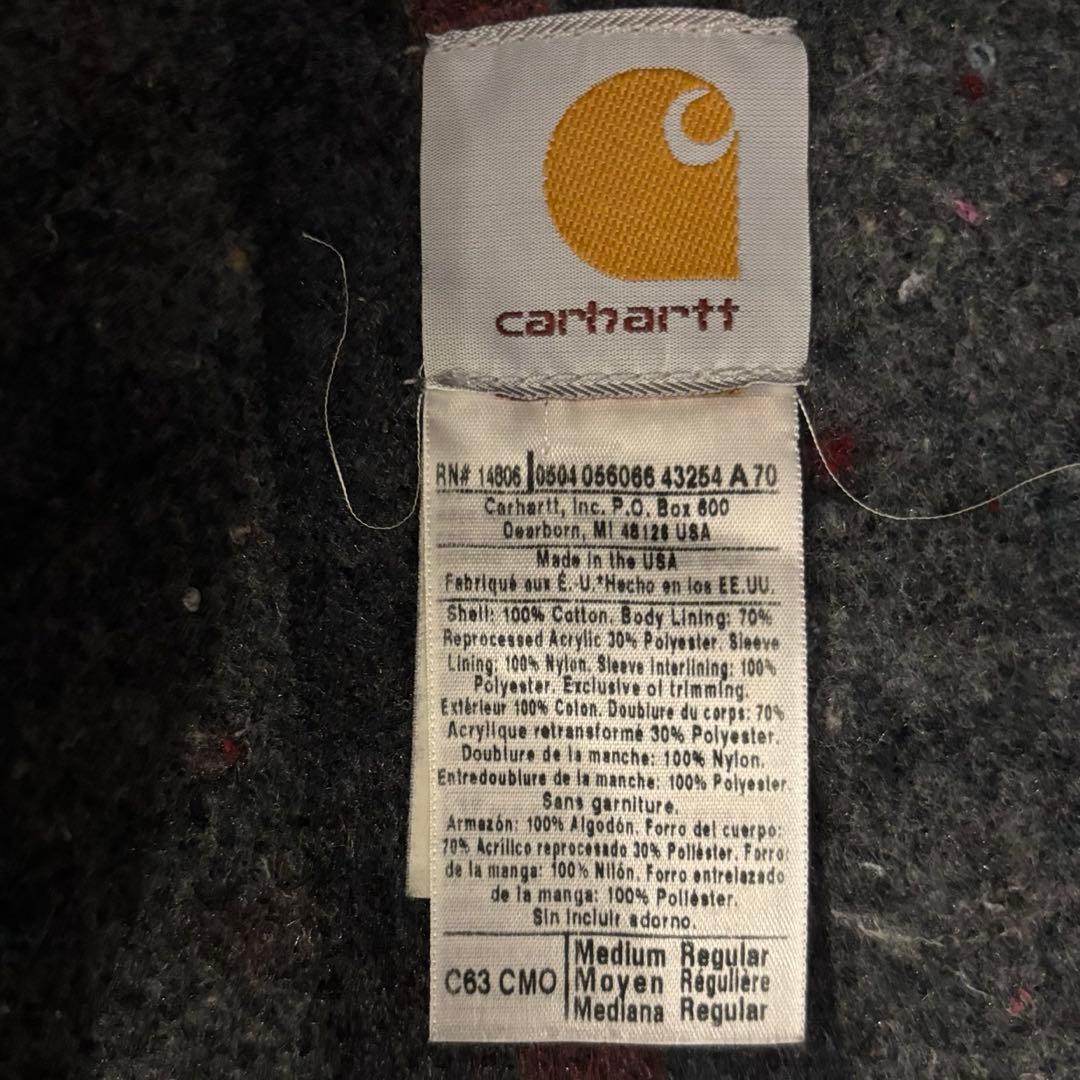 carhartt
RN# 14806 0504 056066 43254 A 70
Carhartt, Inc. P.O. Box 600
Dearborn, MI 48126 USA
Made in the USA
Fabriqué aux É.-U.*Hecho en los EE.UU.
Shell: 100% Cotton. Body Lining: 70%
Reprocessed Acrylic 30% Polyester. Sleeve
Lining: 100% Nylon. Sleeve Interlining: 100%
Polyester. Exclusive of trimming.
Extérieur 100% Coton. Doublure du corps: 70%
Acrylique retransformé 30% Polyester.
Doublure de la manche: 100% Nylon.
Entredoublure de la manche: 100% Polyester
Sans garniture.
Armazón: 100% Algodón. Forro del cuerpo:
70% Acrílico reprocesado 30% Poliéster. Forro
de la manga: 100% Nilón. Forro entrelazado
de la manga: 100% Poliéster.
Sin incluir adorno.
C63 CMO
Medium Regular
Moyen Régulière
Mediana Regular